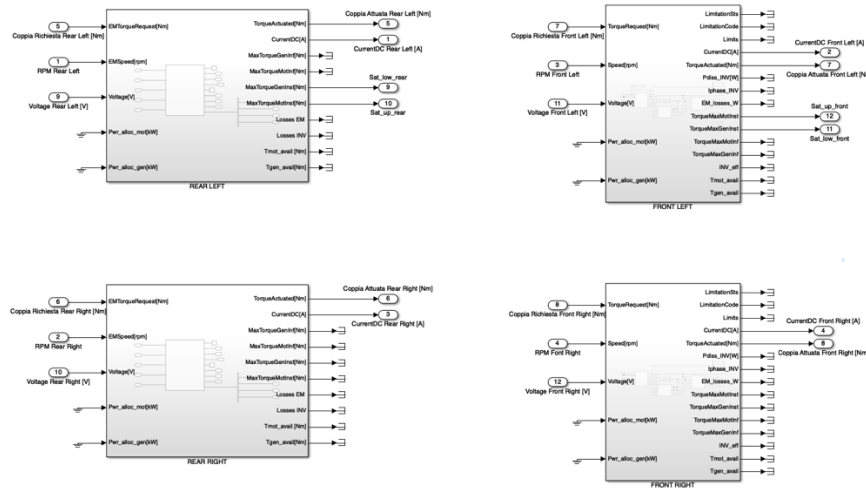 5
Coppia Richiesta Rear Left [Nm]
1
RPM Rear Left
9
Voltage Rear Left [V]
EMTorqueRequest[Nm]
EMSpeed[rpm]
Voltage[V]
Pwr_alloc_mot[kW]
Pwr_alloc_gen[kW]
TorqueActuated[Nm]
CurrentDC[A]
MaxTorqueGenInf[Nm]
MaxTorqueMotInf[Nm]
MaxTorqueGenInst[Nm]
MaxTorqueMotInst[Nm]
Losses EM
Losses INV
Tmot_avail [Nm]
Tgen_avail[Nm]
Coppia Attuata Rear Left [Nm]
5
1
CurrentDC Rear Left [A]
Sat_low_rear
9
10
Sat_up_rear
REAR LEFT
7
Coppia Richiesta Front Left [Nm]
3
RPM Front Left
11
Voltage Front Left [V]
TorqueRequest[Nm]
Speed[rpm]
Voltage[V]
Pwr_alloc_mot[kW]
Pwr_alloc_gen[kW]
LimitationSts
LimitationCode
Limits
CurrentDC[A]
TorqueActuated[Nm]
Pdiss_INV[W]
Iphase_INV
EM_losses_W
TorqueMaxMotInst
TorqueMaxGenInst
TorqueMaxMotInf
TorqueMaxGenInf
INV_eff
Tmot_avail
Tgen_avail
CurrentDC Front Left [A]
2
7
Coppia Attuata Front Left [N
Sat_up_front
12
11
Sat_low_front
FRONT LEFT
6
Coppia Richiesta Rear Right [Nm]
2
RPM Rear Right
10
Voltage Rear Right [V]
EMTorqueRequest[Nm]
EMSpeed[rpm]
Voltage[V]
Pwr_alloc_mot[kW]
Pwr_alloc_gen[kW]
TorqueActuated[Nm]
CurrentDC[A]
MaxTorqueGenInf[Nm]
MaxTorqueMotInf[Nm]
MaxTorqueGenInst[Nm]
MaxTorqueMotInst[Nm]
Losses EM
Losses INV
Tmot_avail [Nm]
Tgen_avail[Nm]
Coppia Attuata Rear Right [Nm]
6
3
CurrentDC Rear Right [A]
REAR RIGHT
8
Coppia Richiesta Front Right [Nm]
4
RPM Font Right
12
Voltage Front Right [V]
TorqueRequest[Nm]
Speed[rpm]
Voltage[V]
Pwr_alloc_mot[kW]
Pwr_alloc_gen[kW]
LimitationSts
LimitationCode
Limits
CurrentDC[A]
TorqueActuated[Nm]
Pdiss_INV[W]
Iphase_INV
EM_losses_W
TorqueMaxMotInst
TorqueMaxGenInst
TorqueMaxMotInf
TorqueMaxGenInf
INV_eff
Tmot_avail
Tgen_avail
CurrentDC Front Right [A]
4
8
Coppia Attuata Front Right [Nm
FRONT RIGHT